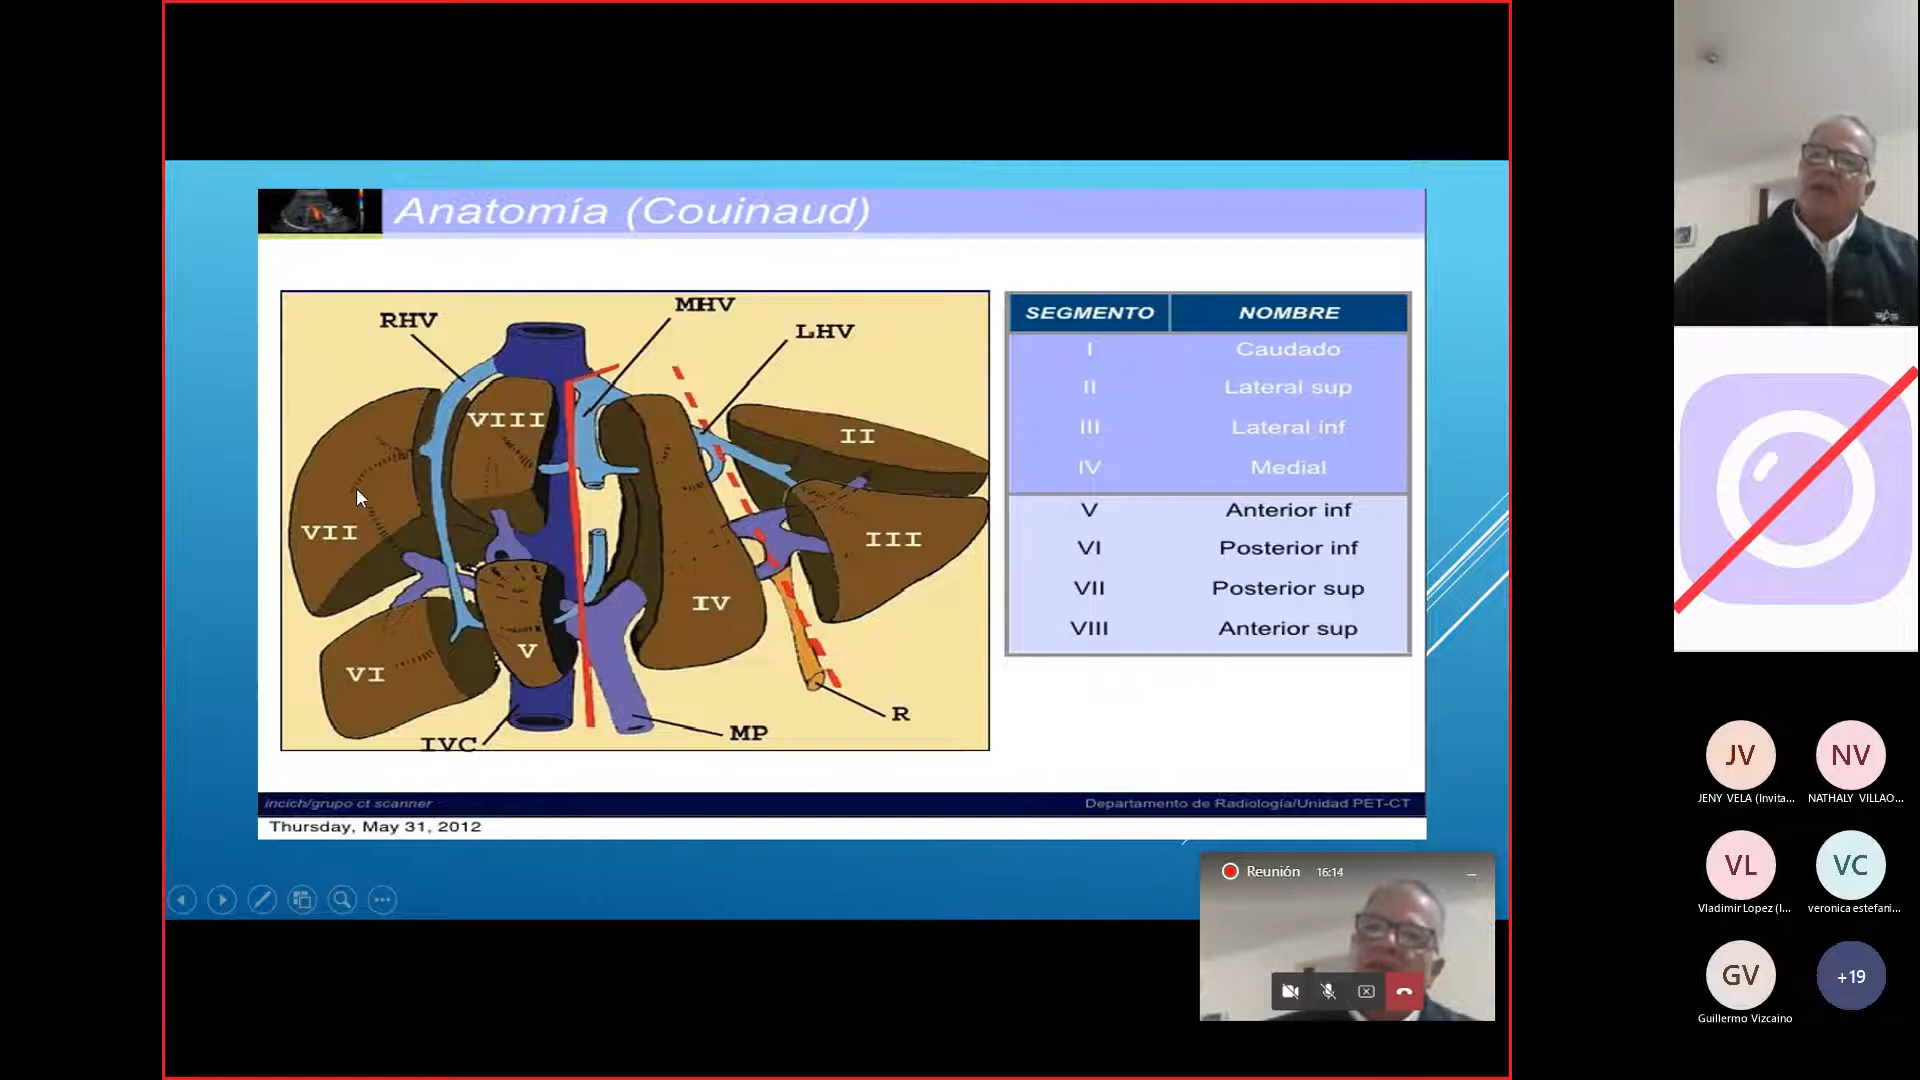 Anatomía (Couinaud)
RHV
MHV
LHV
VIII
II
VII
III
IV
V
VI
R
MP
IVC
SEGMENTO NOMBRE
I Caudado
II Lateral sup
III Lateral inf
IV Medial
V Anterior inf
VI Posterior inf
VII Posterior sup
VIII Anterior sup
incich/grupo ct scanner
Departamento de Radiología/Unidad PET-CT
Thursday, May 31, 2012
Reunión 16:14
JV
NV
JENY VELA (Invita...
NATHALY VILLAO...
VL
VC
Vladimir Lopez (I...
veronica estefani...
GV
+19
Guillermo Vizcaino